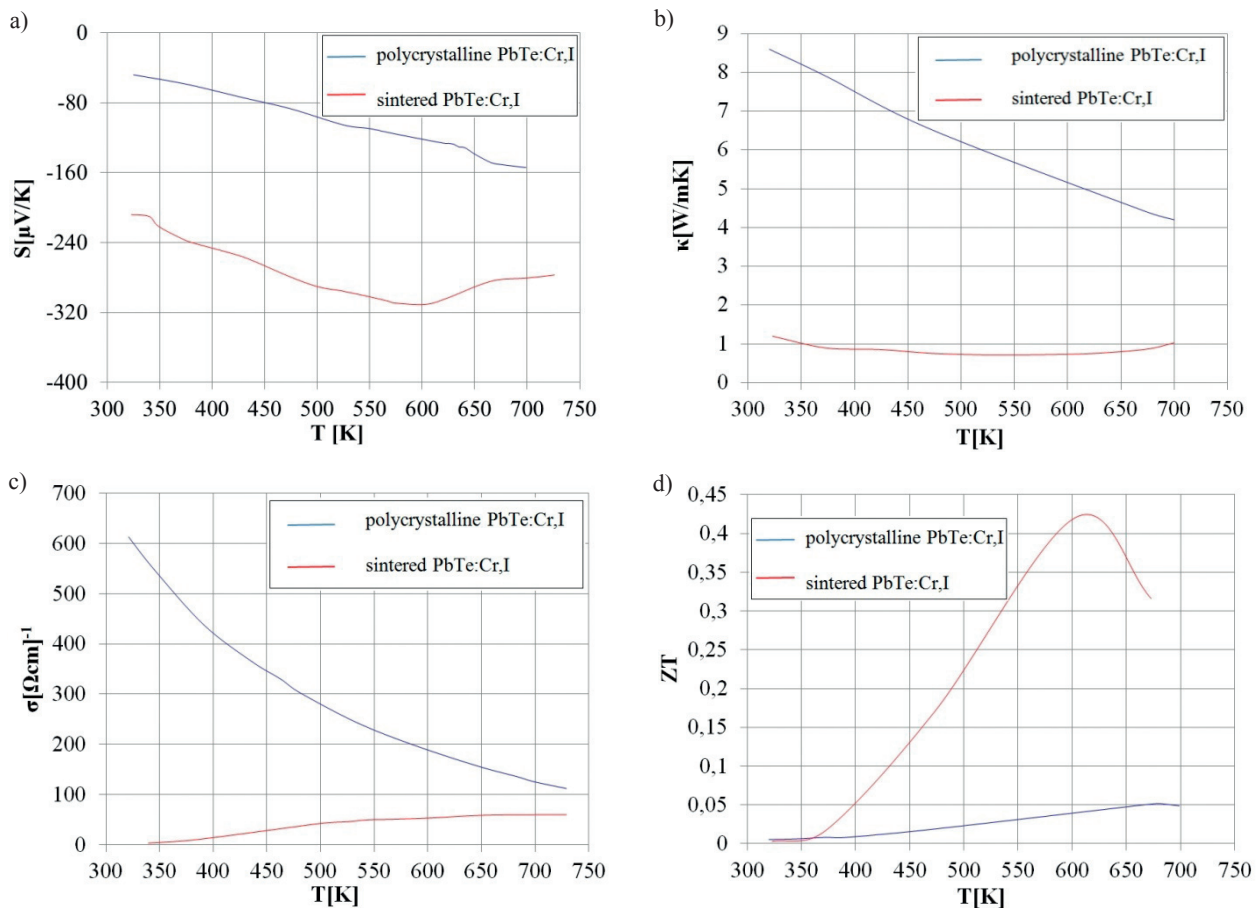 a)
0
-80
-160
-240
-320
-400
S[µV/K]
polycrystalline PbTe:Cr,I
sintered PbTe:Cr,I
300 350 400 450 500 550 600 650 700 750
T [K]
b)
9
8
7
6
5
4
3
2
1
0
κ[W/mK]
polycrystalline PbTe:Cr,I
sintered PbTe:Cr,I
300 350 400 450 500 550 600 650 700 750
T[K]
c)
700
600
500
400
300
200
100
0
σ[Ωcm]⁻¹
polycrystalline PbTe:Cr,I
sintered PbTe:Cr,I
300 350 400 450 500 550 600 650 700 750
T[K]
d)
0,45
0,4
0,35
0,3
0,25
0,2
0,15
0,1
0,05
0
ZT
polycrystalline PbTe:Cr,I
sintered PbTe:Cr,I
300 350 400 450 500 550 600 650 700 750
T[K]